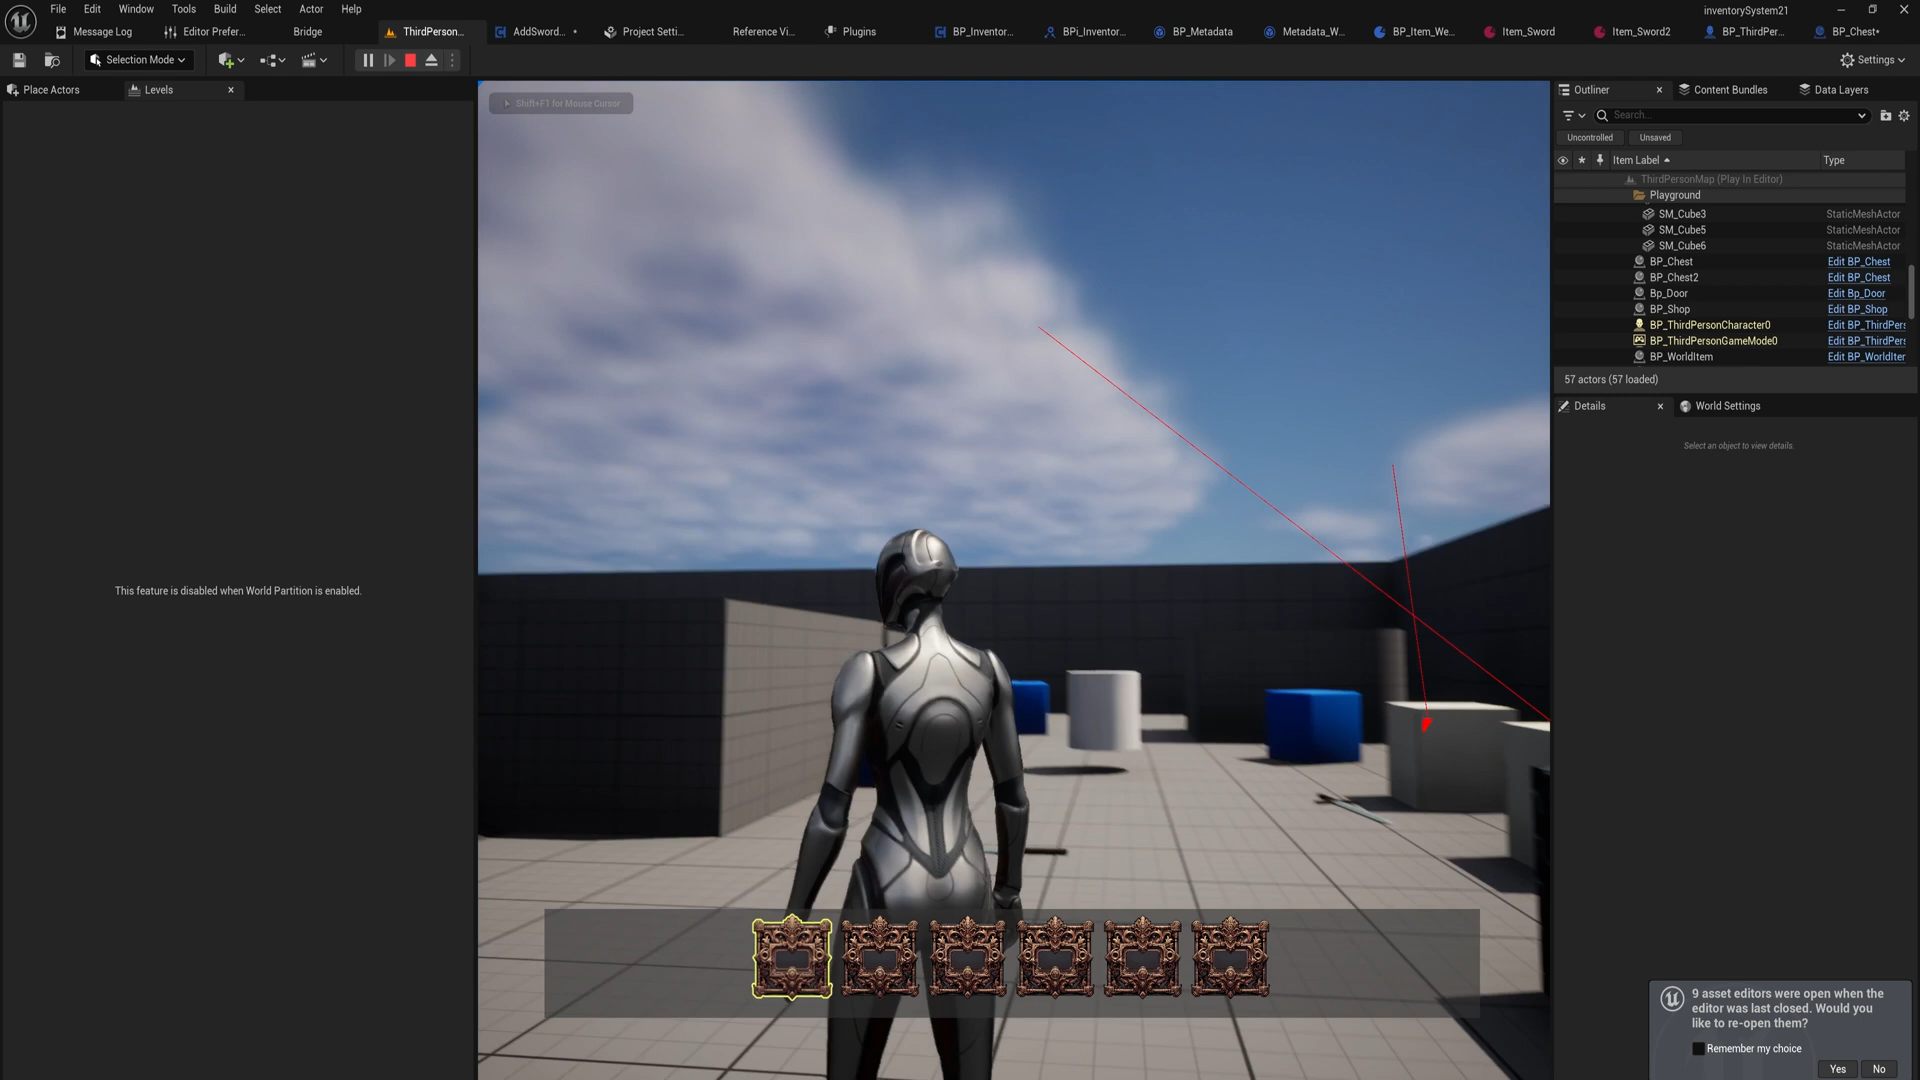 File Edit Window Tools Build Select Actor Help
inventorySystem21
Message Log
Editor Prefer...
Bridge
ThirdPerson...
AddSword...
Project Setti...
Reference Vi...
Plugins
BP_Inventor...
BPi_Inventor...
BP_Metadata
Metadata_W...
BP_Item_We...
Item_Sword
Item_Sword2
BP_ThirdPer...
BP_Chest*
Selection Mode
Settings
Place Actors
Levels
This feature is disabled when World Partition is enabled.
Shift+F1 for Mouse Cursor
Outliner
Content Bundles
Data Layers
Search...
Uncontrolled
Unsaved
Item Label
Type
ThirdPersonMap (Play In Editor)
Playground
SM_Cube3 StaticMeshActor
SM_Cube5 StaticMeshActor
SM_Cube6 StaticMeshActor
BP_Chest Edit BP_Chest
BP_Chest2 Edit BP_Chest
Bp_Door Edit Bp_Door
BP_Shop Edit BP_Shop
BP_ThirdPersonCharacter0 Edit BP_ThirdPers
BP_ThirdPersonGameMode0 Edit BP_ThirdPers
BP_WorldItem Edit BP_WorldIter
57 actors (57 loaded)
Details
World Settings
Select an object to view details.
9 asset editors were open when the
editor was last closed. Would you
like to re-open them?
Remember my choice
Yes No